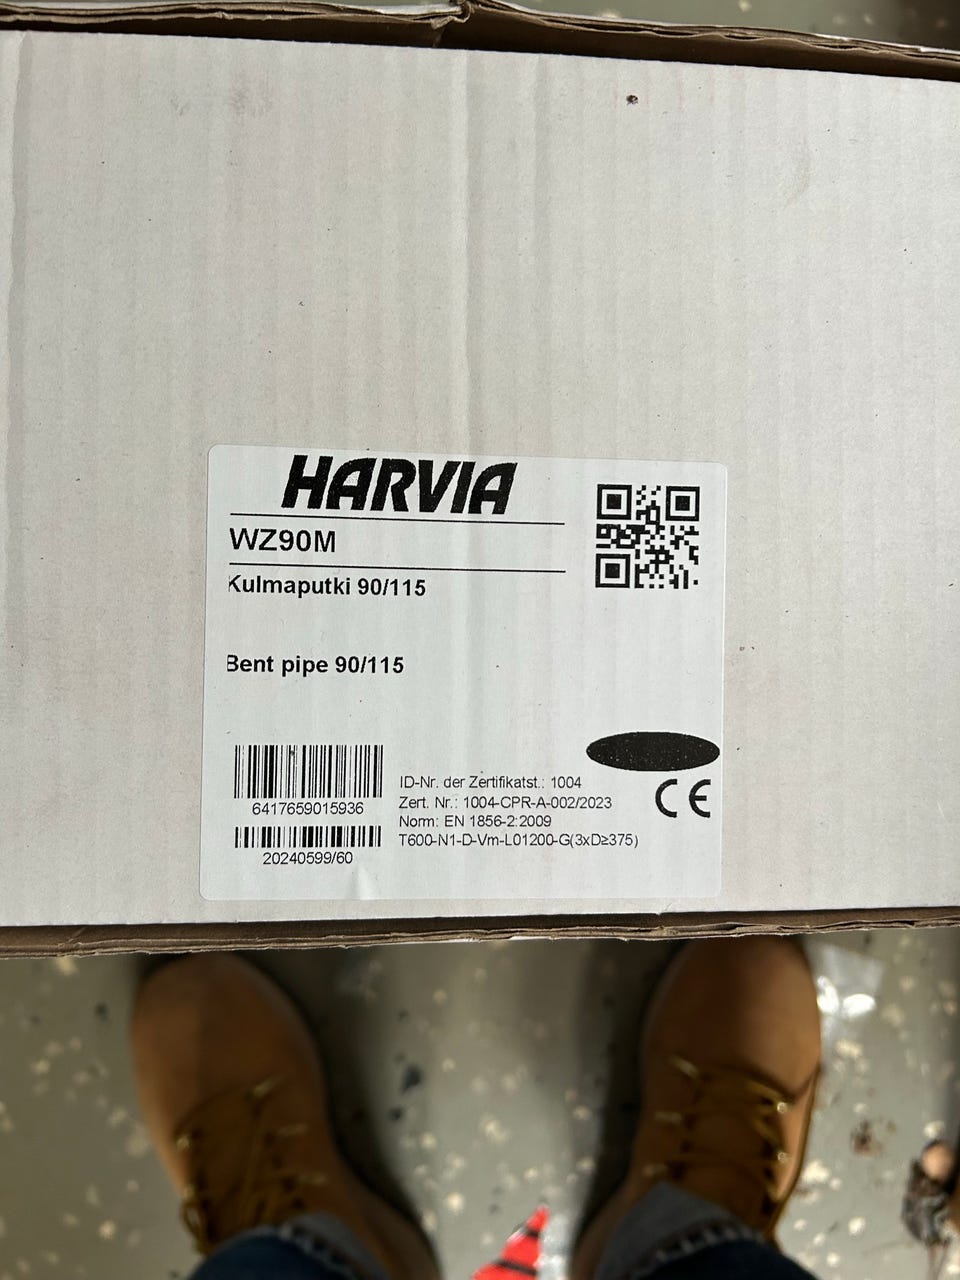 HARVIA
WZ90M
Kulmaputki 90/115
Bent pipe 90/115
6417659015936
20240599/60
ID-Nr. der Zertifikatst.: 1004
Zert. Nr.: 1004-CPR-A-002/2023
Norm: EN 1856-2:2009
T600-N1-D-Vm-L01200-G(3xD≥375)
CE